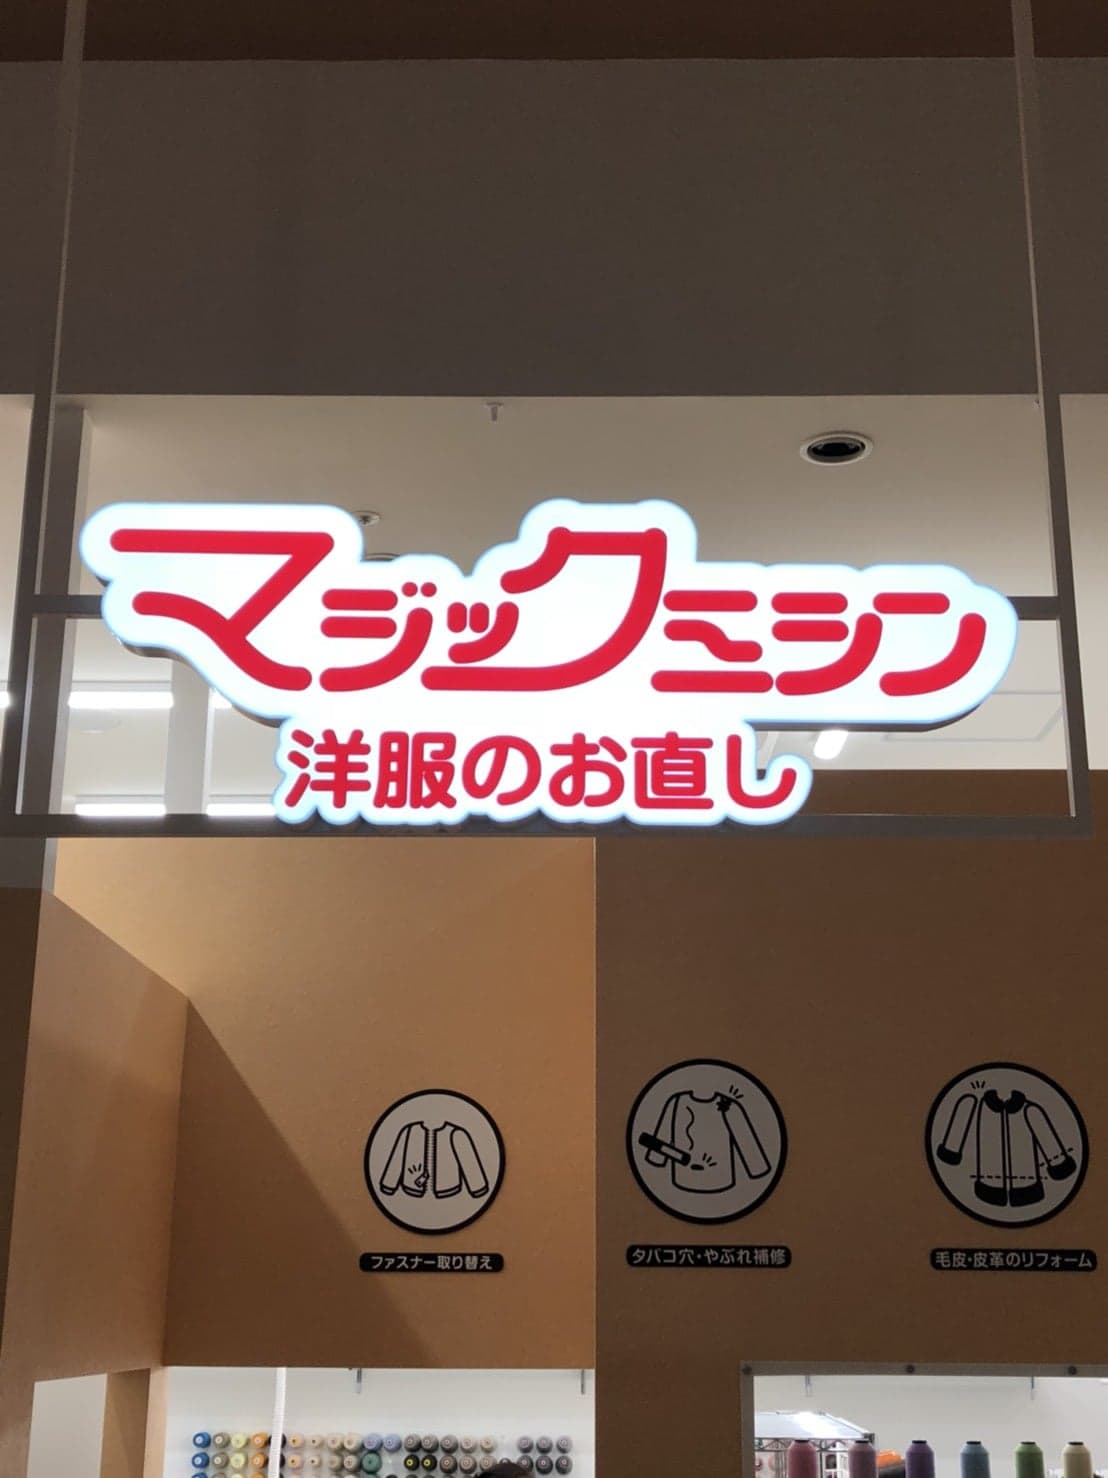 マジックミシン
洋服のお直し
ファスナー取り替え
タバコ穴・やぶれ補修
毛皮・皮革のリフォーム